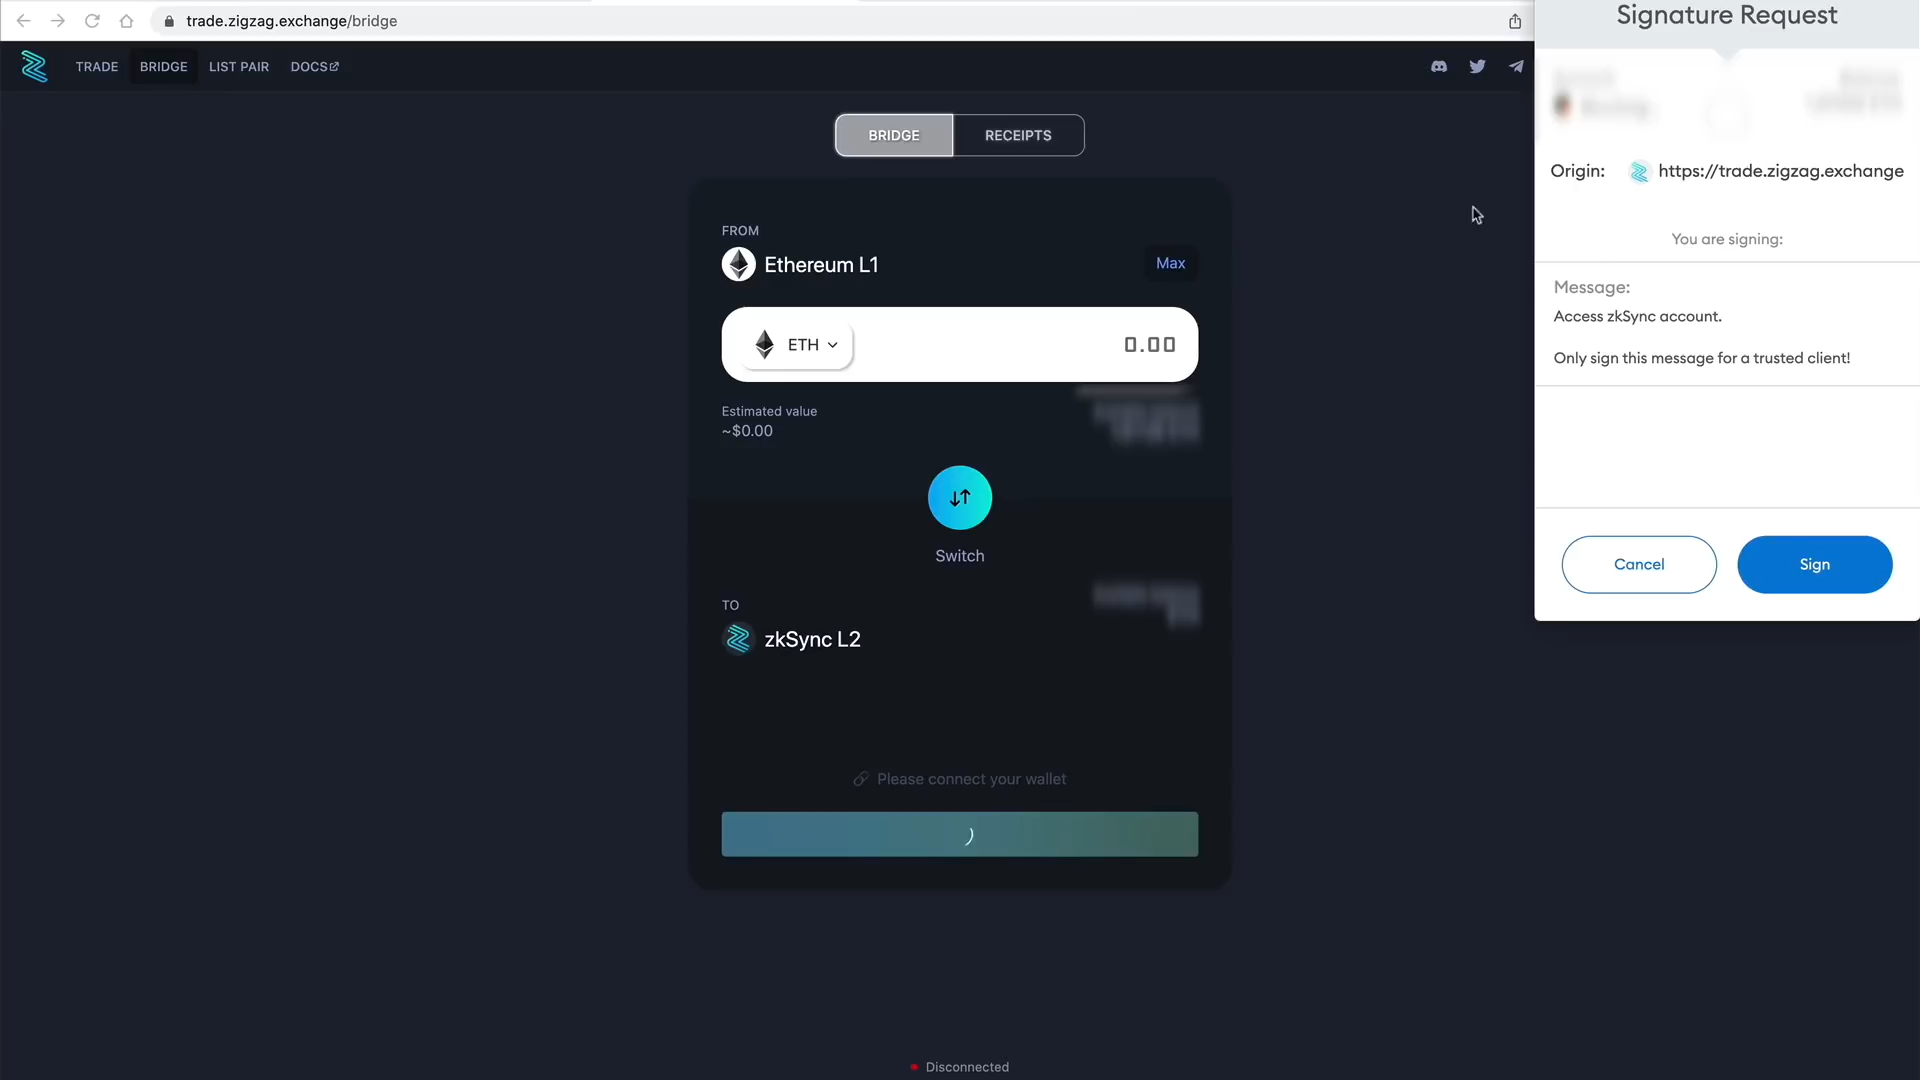 trade.zigzag.exchange/bridge
TRADE
BRIDGE
LIST PAIR
DOCS
BRIDGE
RECEIPTS
FROM
Ethereum L1
Max
ETH
0.00
Estimated value
~$0.00
Switch
TO
zkSync L2
Please connect your wallet
Disconnected
Signature Request
Origin: https://trade.zigzag.exchange
You are signing:
Message:
Access zkSync account.
Only sign this message for a trusted client!
Cancel
Sign